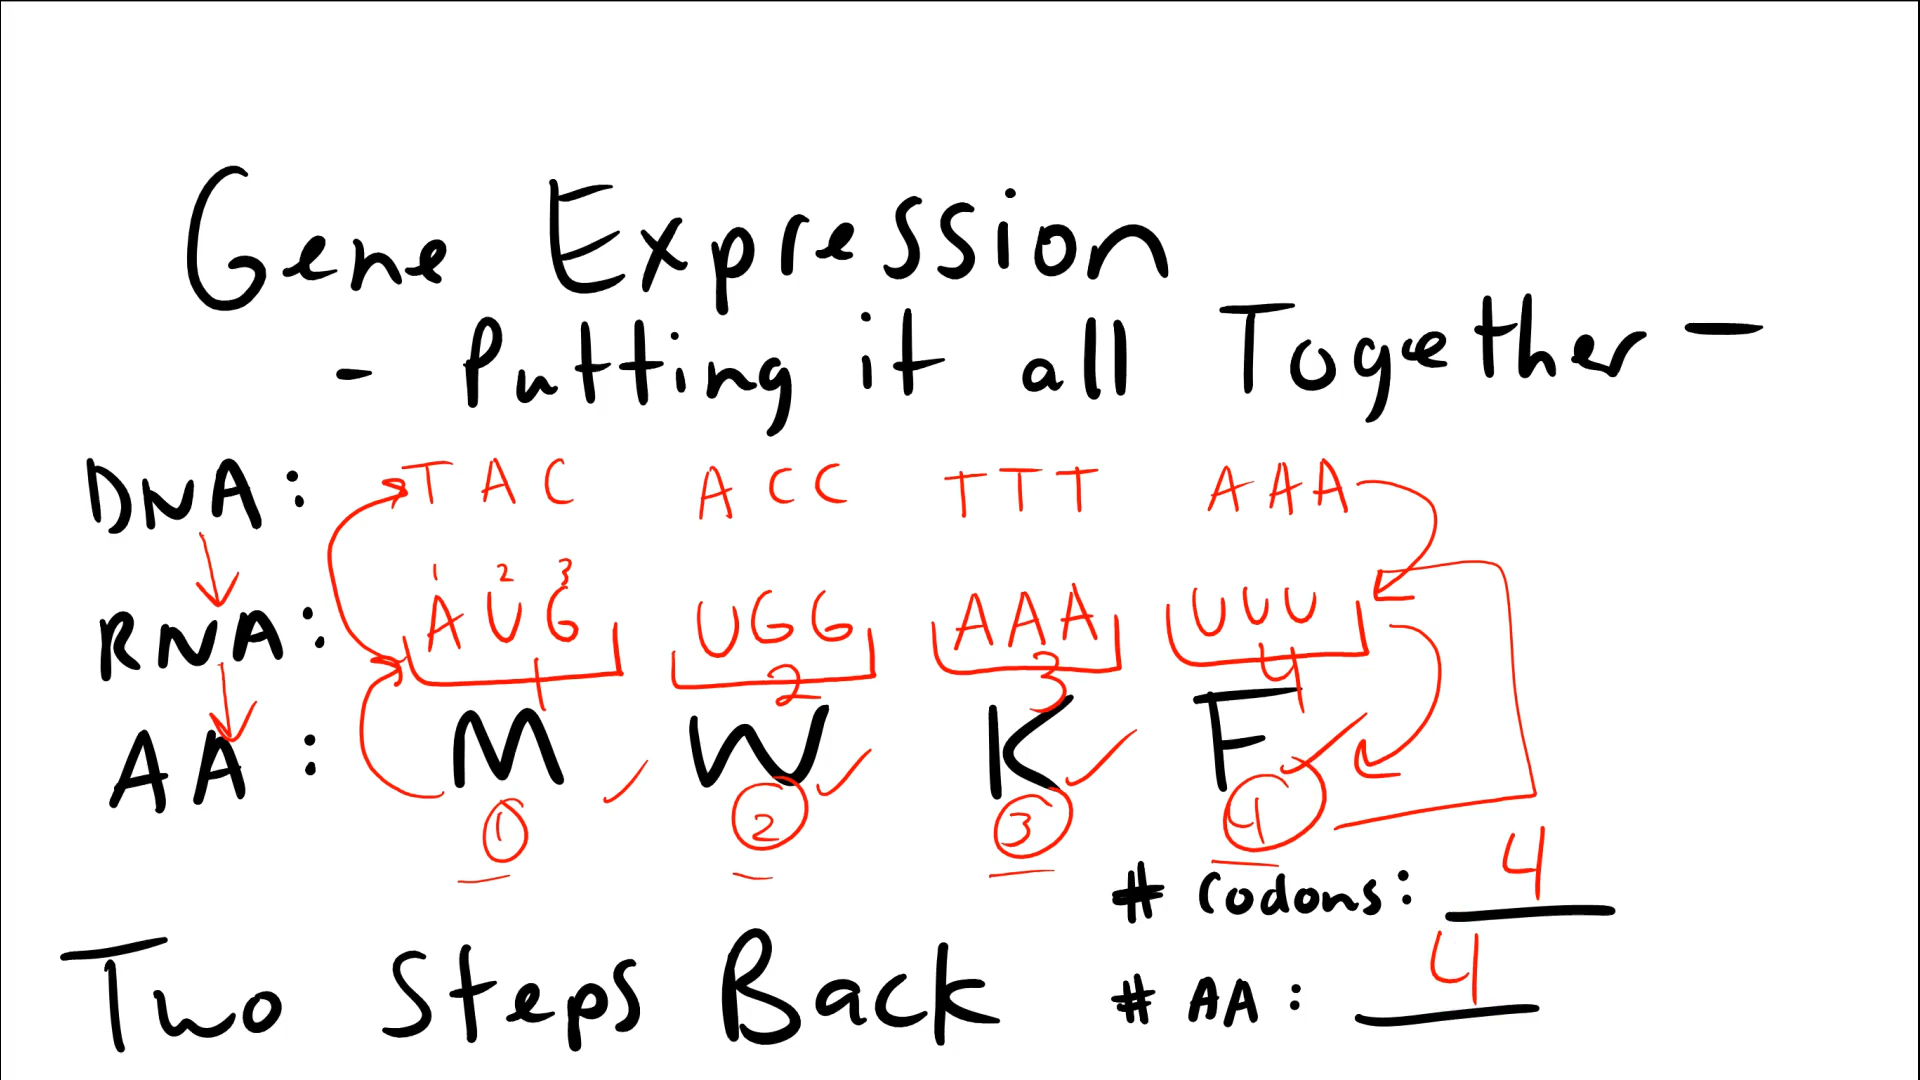 Gene Expression
- Putting it all Together -
DNA: TAC ACC TTT AAA
1 2 3
RNA: AUG UGG AAA UUU
1 2 3 4
AA: M W K F
1 2 3 4
# Codons: 4
Two Steps Back
# AA: 4